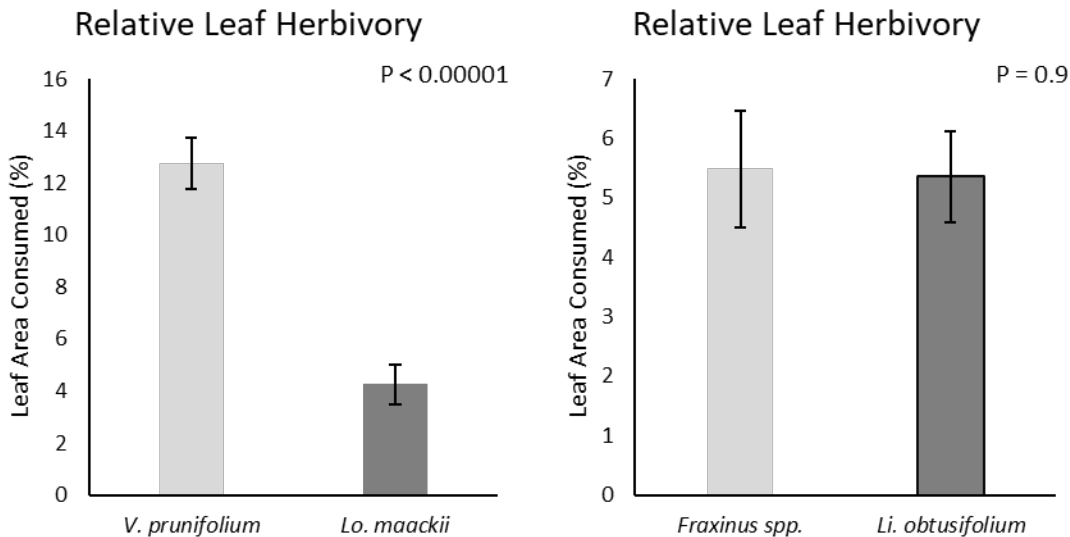 Relative Leaf Herbivory
P < 0.00001
Leaf Area Consumed (%)
16
14
12
10
8
6
4
2
0
V. prunifolium
Lo. maackii
Relative Leaf Herbivory
P = 0.9
Leaf Area Consumed (%)
7
6
5
4
3
2
1
0
Fraxinus spp.
Li. obtusifolium